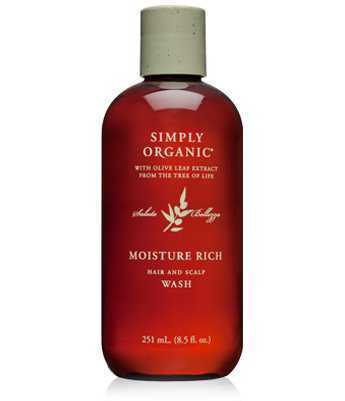 SIMPLY
ORGANIC®
WITH OLIVE LEAF EXTRACT
FROM THE TREE OF LIFE
Salute Bellezza
MOISTURE RICH
HAIR AND SCALP
WASH
251 mL. (8.5 fl. oz.)